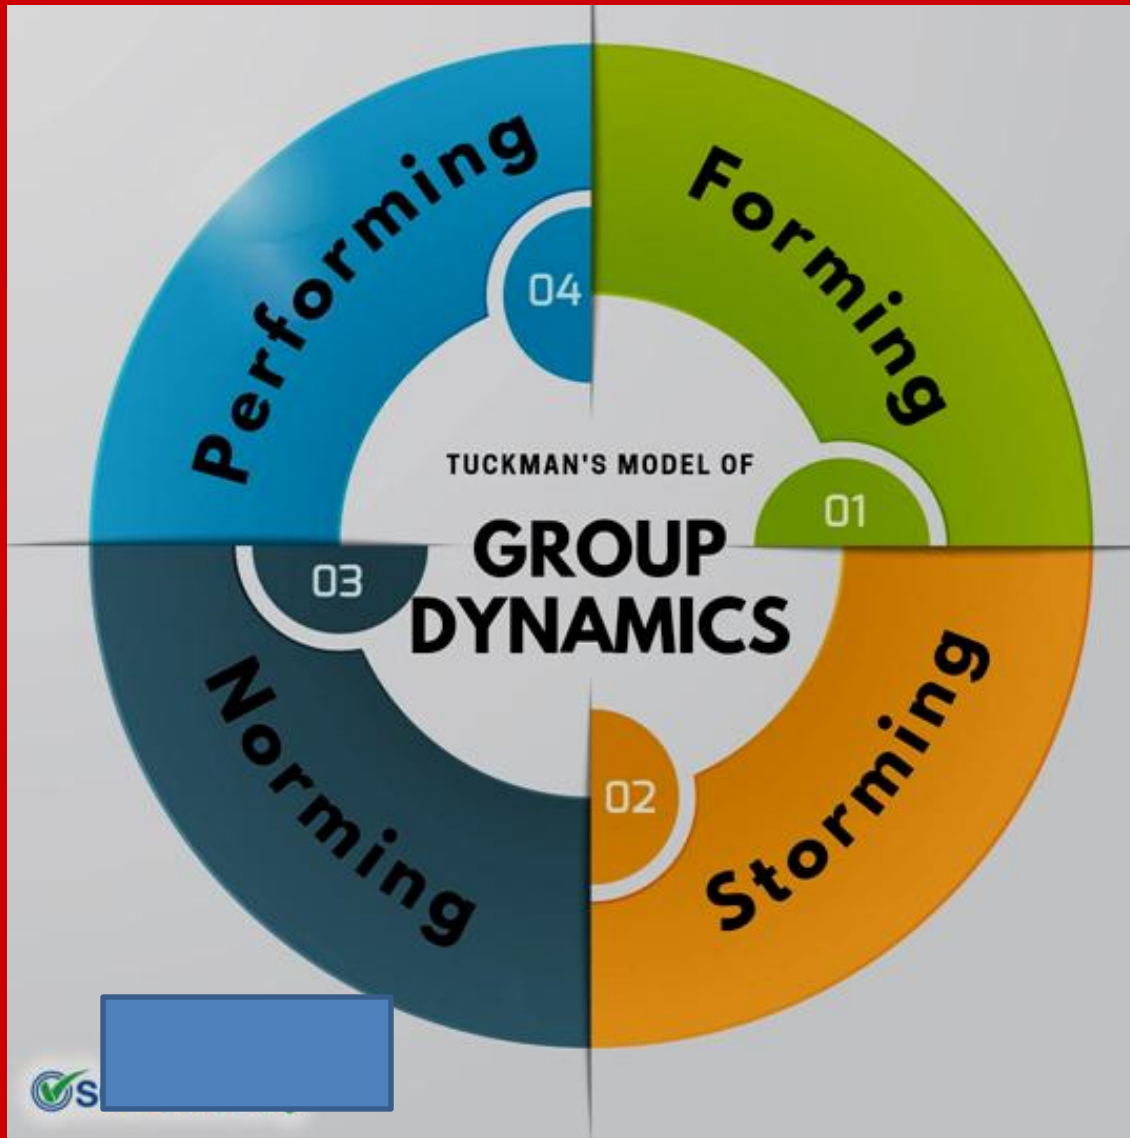 TUCKMAN'S MODEL OF
GROUP
DYNAMICS
Forming
01
Storming
02
Norming
03
Performing
04